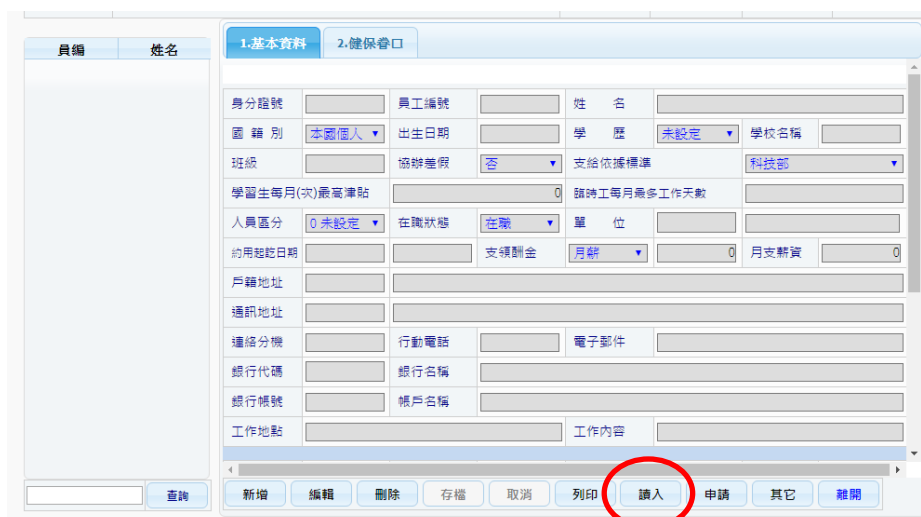 員編 姓名
1.基本資料 2.健保眷口
身分證號 員工編號 姓 名
國 籍 別 本國個人 出生日期 學 歷 未設定 學校名稱
班級 協辦差假 否 支給依據標準 科技部
學習生每月(次)最高津貼 0 臨時工每月最多工作天數
人員區分 0 未設定 在職狀態 在職 單 位
約用起訖日期 支領酬金 月薪 0 月支薪資 0
戶籍地址
通訊地址
連絡分機 行動電話 電子郵件
銀行代碼 銀行名稱
銀行帳號 帳戶名稱
工作地點 工作內容
查詢 新增 編輯 刪除 存檔 取消 列印 讀入 申請 其它 離開